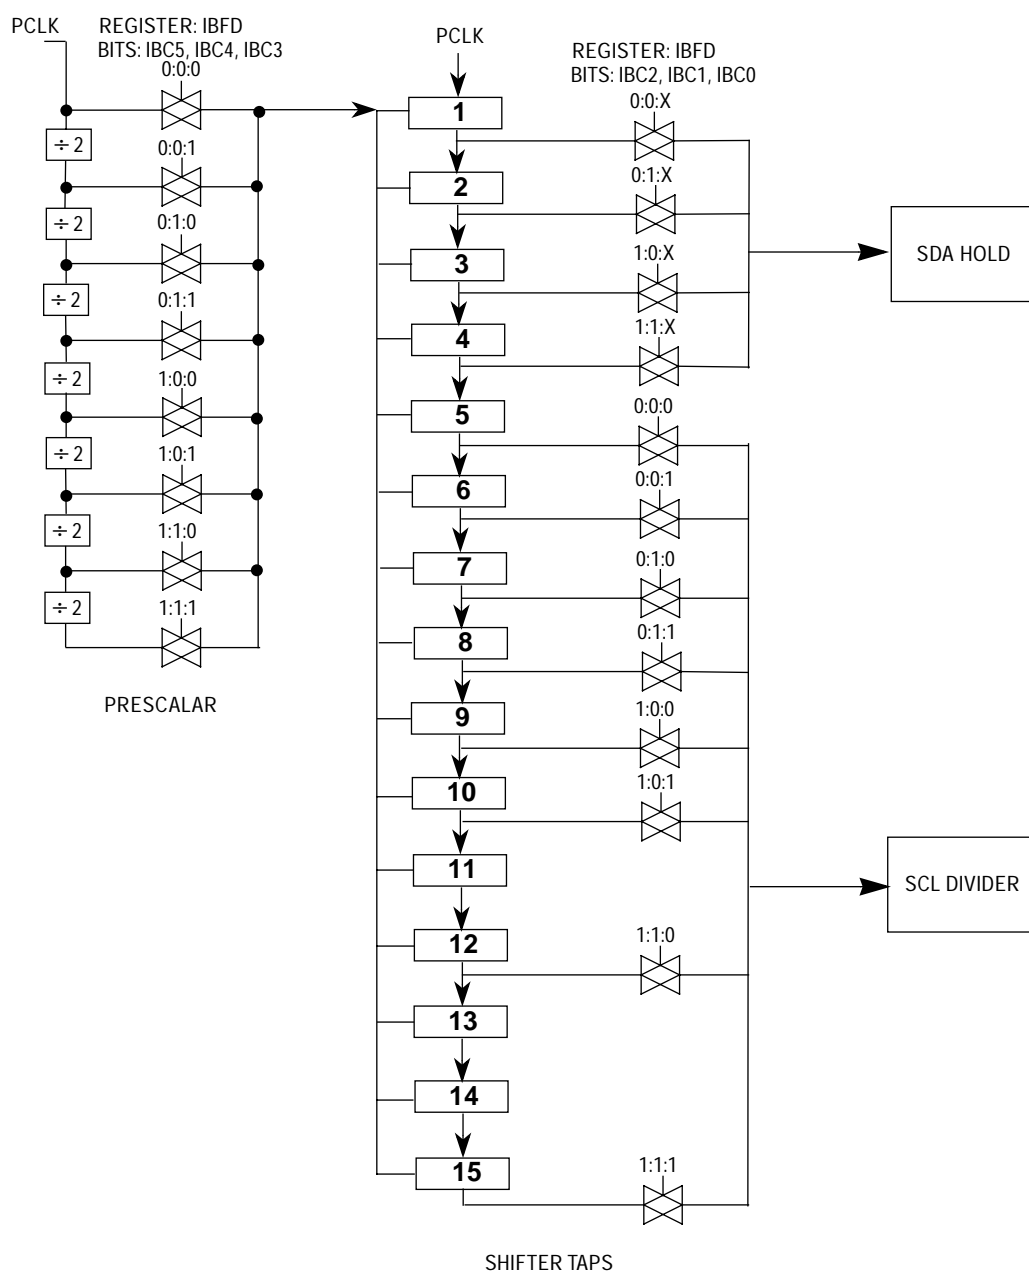 PCLK
REGISTER: IBFD
BITS: IBC5, IBC4, IBC3
0:0:0
÷ 2
0:0:1
÷ 2
0:1:0
÷ 2
0:1:1
÷ 2
1:0:0
÷ 2
1:0:1
÷ 2
1:1:0
÷ 2
1:1:1
PRESCALAR
PCLK
1
2
3
4
5
6
7
8
9
10
11
12
13
14
15
REGISTER: IBFD
BITS: IBC2, IBC1, IBC0
0:0:X
0:1:X
1:0:X
1:1:X
0:0:0
0:0:1
0:1:0
0:1:1
1:0:0
1:0:1
1:1:0
1:1:1
SDA HOLD
SCL DIVIDER
SHIFTER TAPS